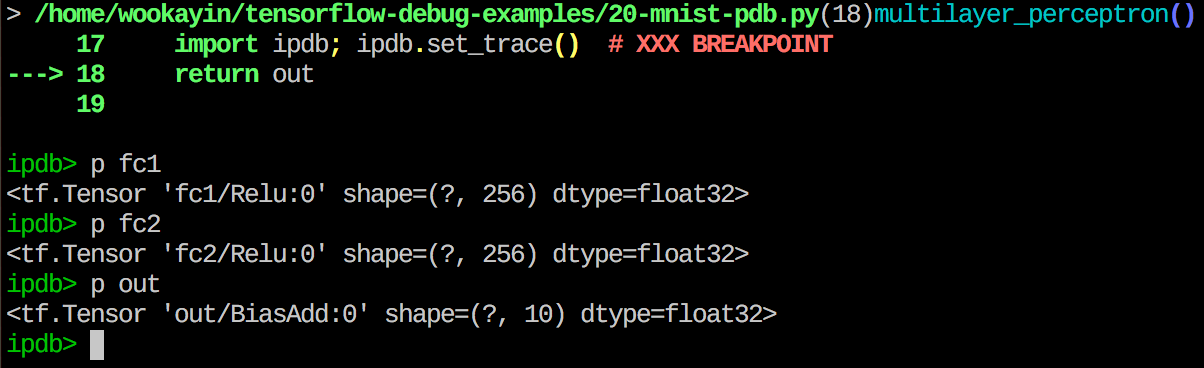 > /home/wookayin/tensorflow-debug-examples/20-mnist-pdb.py(18)multilayer_perceptron()
     17     import ipdb; ipdb.set_trace()  # XXX BREAKPOINT
---> 18     return out
     19

ipdb> p fc1
<tf.Tensor 'fc1/Relu:0' shape=(?, 256) dtype=float32>
ipdb> p fc2
<tf.Tensor 'fc2/Relu:0' shape=(?, 256) dtype=float32>
ipdb> p out
<tf.Tensor 'out/BiasAdd:0' shape=(?, 10) dtype=float32>
ipdb>